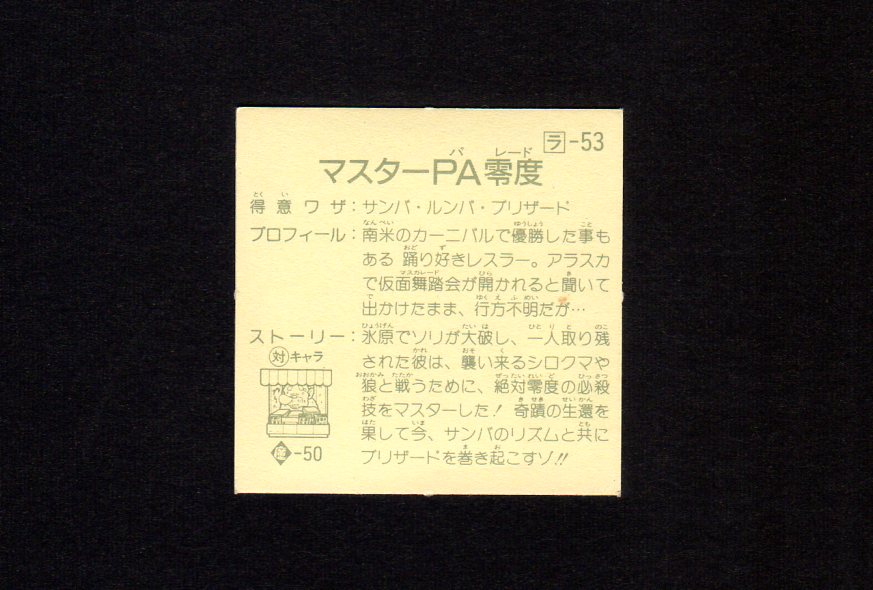 ラ-53
マスターPA零度
得意ワザ：サンバ・ルンバ・ブリザード
プロフィール：南米のカーニバルで優勝した事も
ある踊り好きレスラー。アラスカ
で仮面舞踏会が開かれると聞いて
出かけたまま、行方不明だが…
ストーリー：氷原でソリが大破し、一人取り残
された彼は、襲い来るシロクマや
狼と戦うために、絶対零度の必殺
技をマスターした！奇蹟の生還を
果して今、サンバのリズムと共に
ブリザードを巻き起こすゾ!!
対キャラ
-50